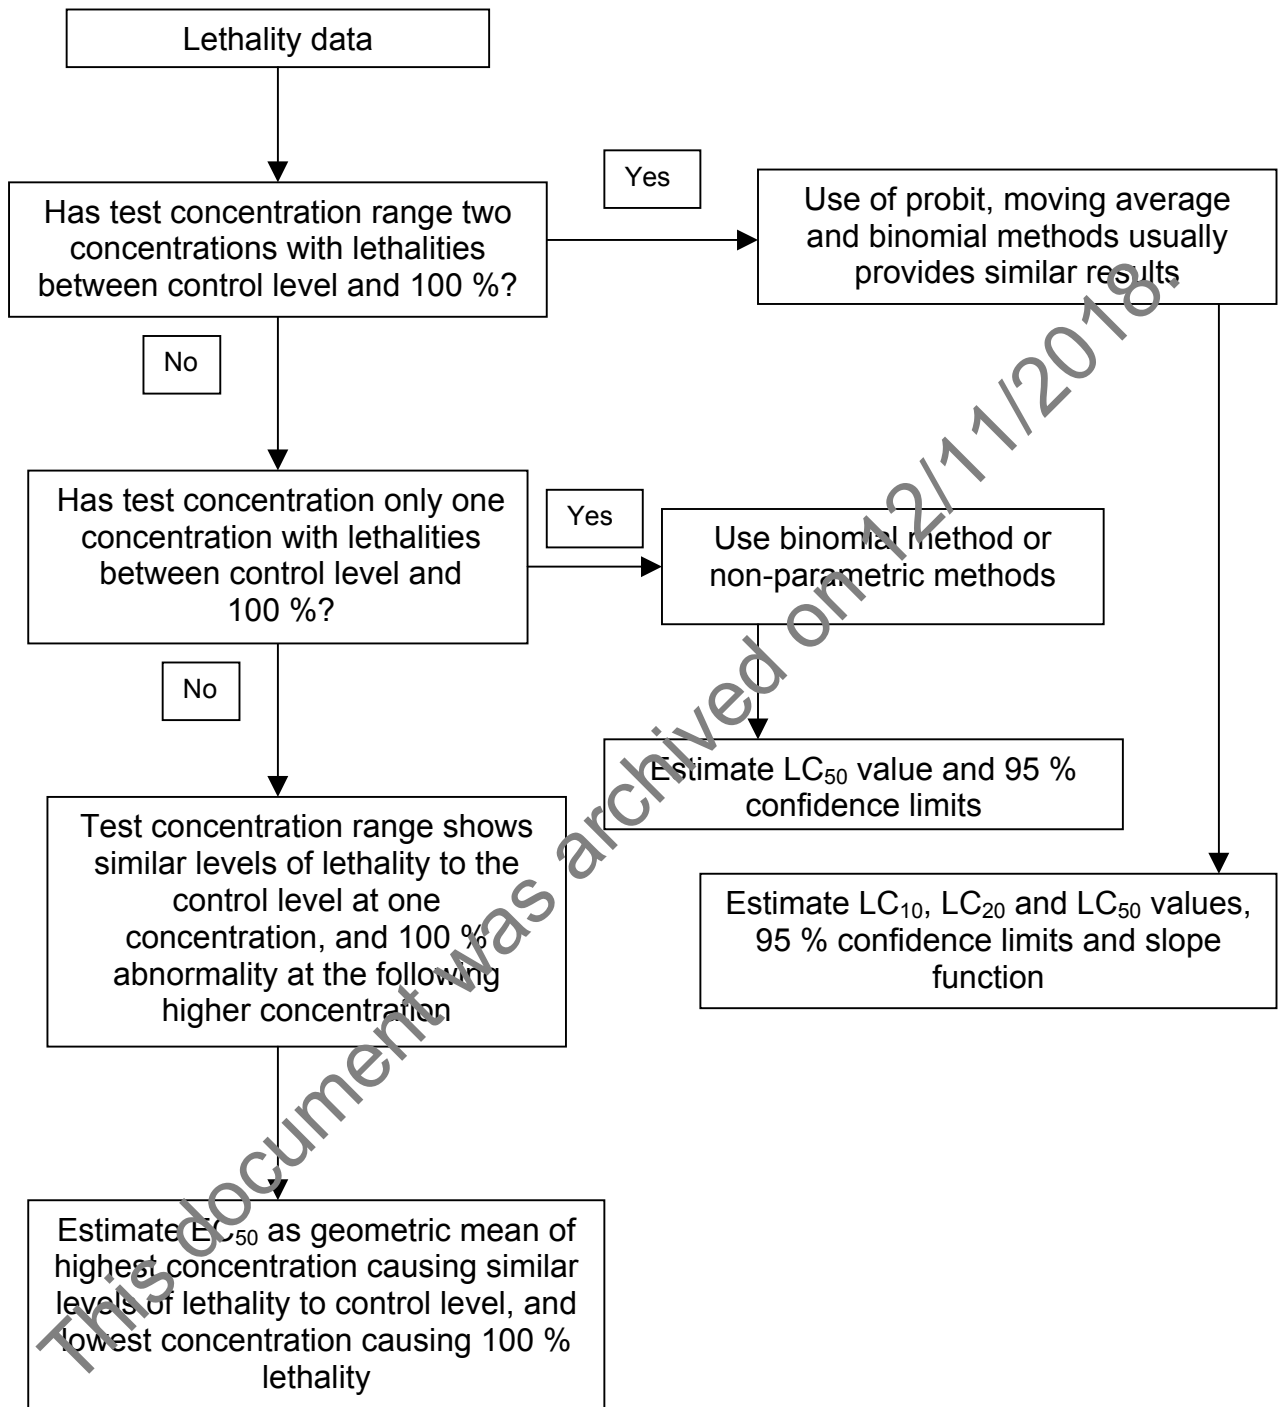 Lethality data
Has test concentration range two
concentrations with lethalities
between control level and 100 %?
Yes
Use of probit, moving average
and binomial methods usually
provides similar results
No
Has test concentration only one
concentration with lethalities
between control level and
100 %?
Yes
Use binomial method or
non-parametric methods
No
Estimate LC50 value and 95 %
confidence limits
Test concentration range shows
similar levels of lethality to the
control level at one
concentration, and 100 %
abnormality at the following
higher concentration
Estimate LC10, LC20 and LC50 values,
95 % confidence limits and slope
function
Estimate EC50 as geometric mean of
highest concentration causing similar
levels of lethality to control level, and
lowest concentration causing 100 %
lethality
This document was archived on 12/11/2018.